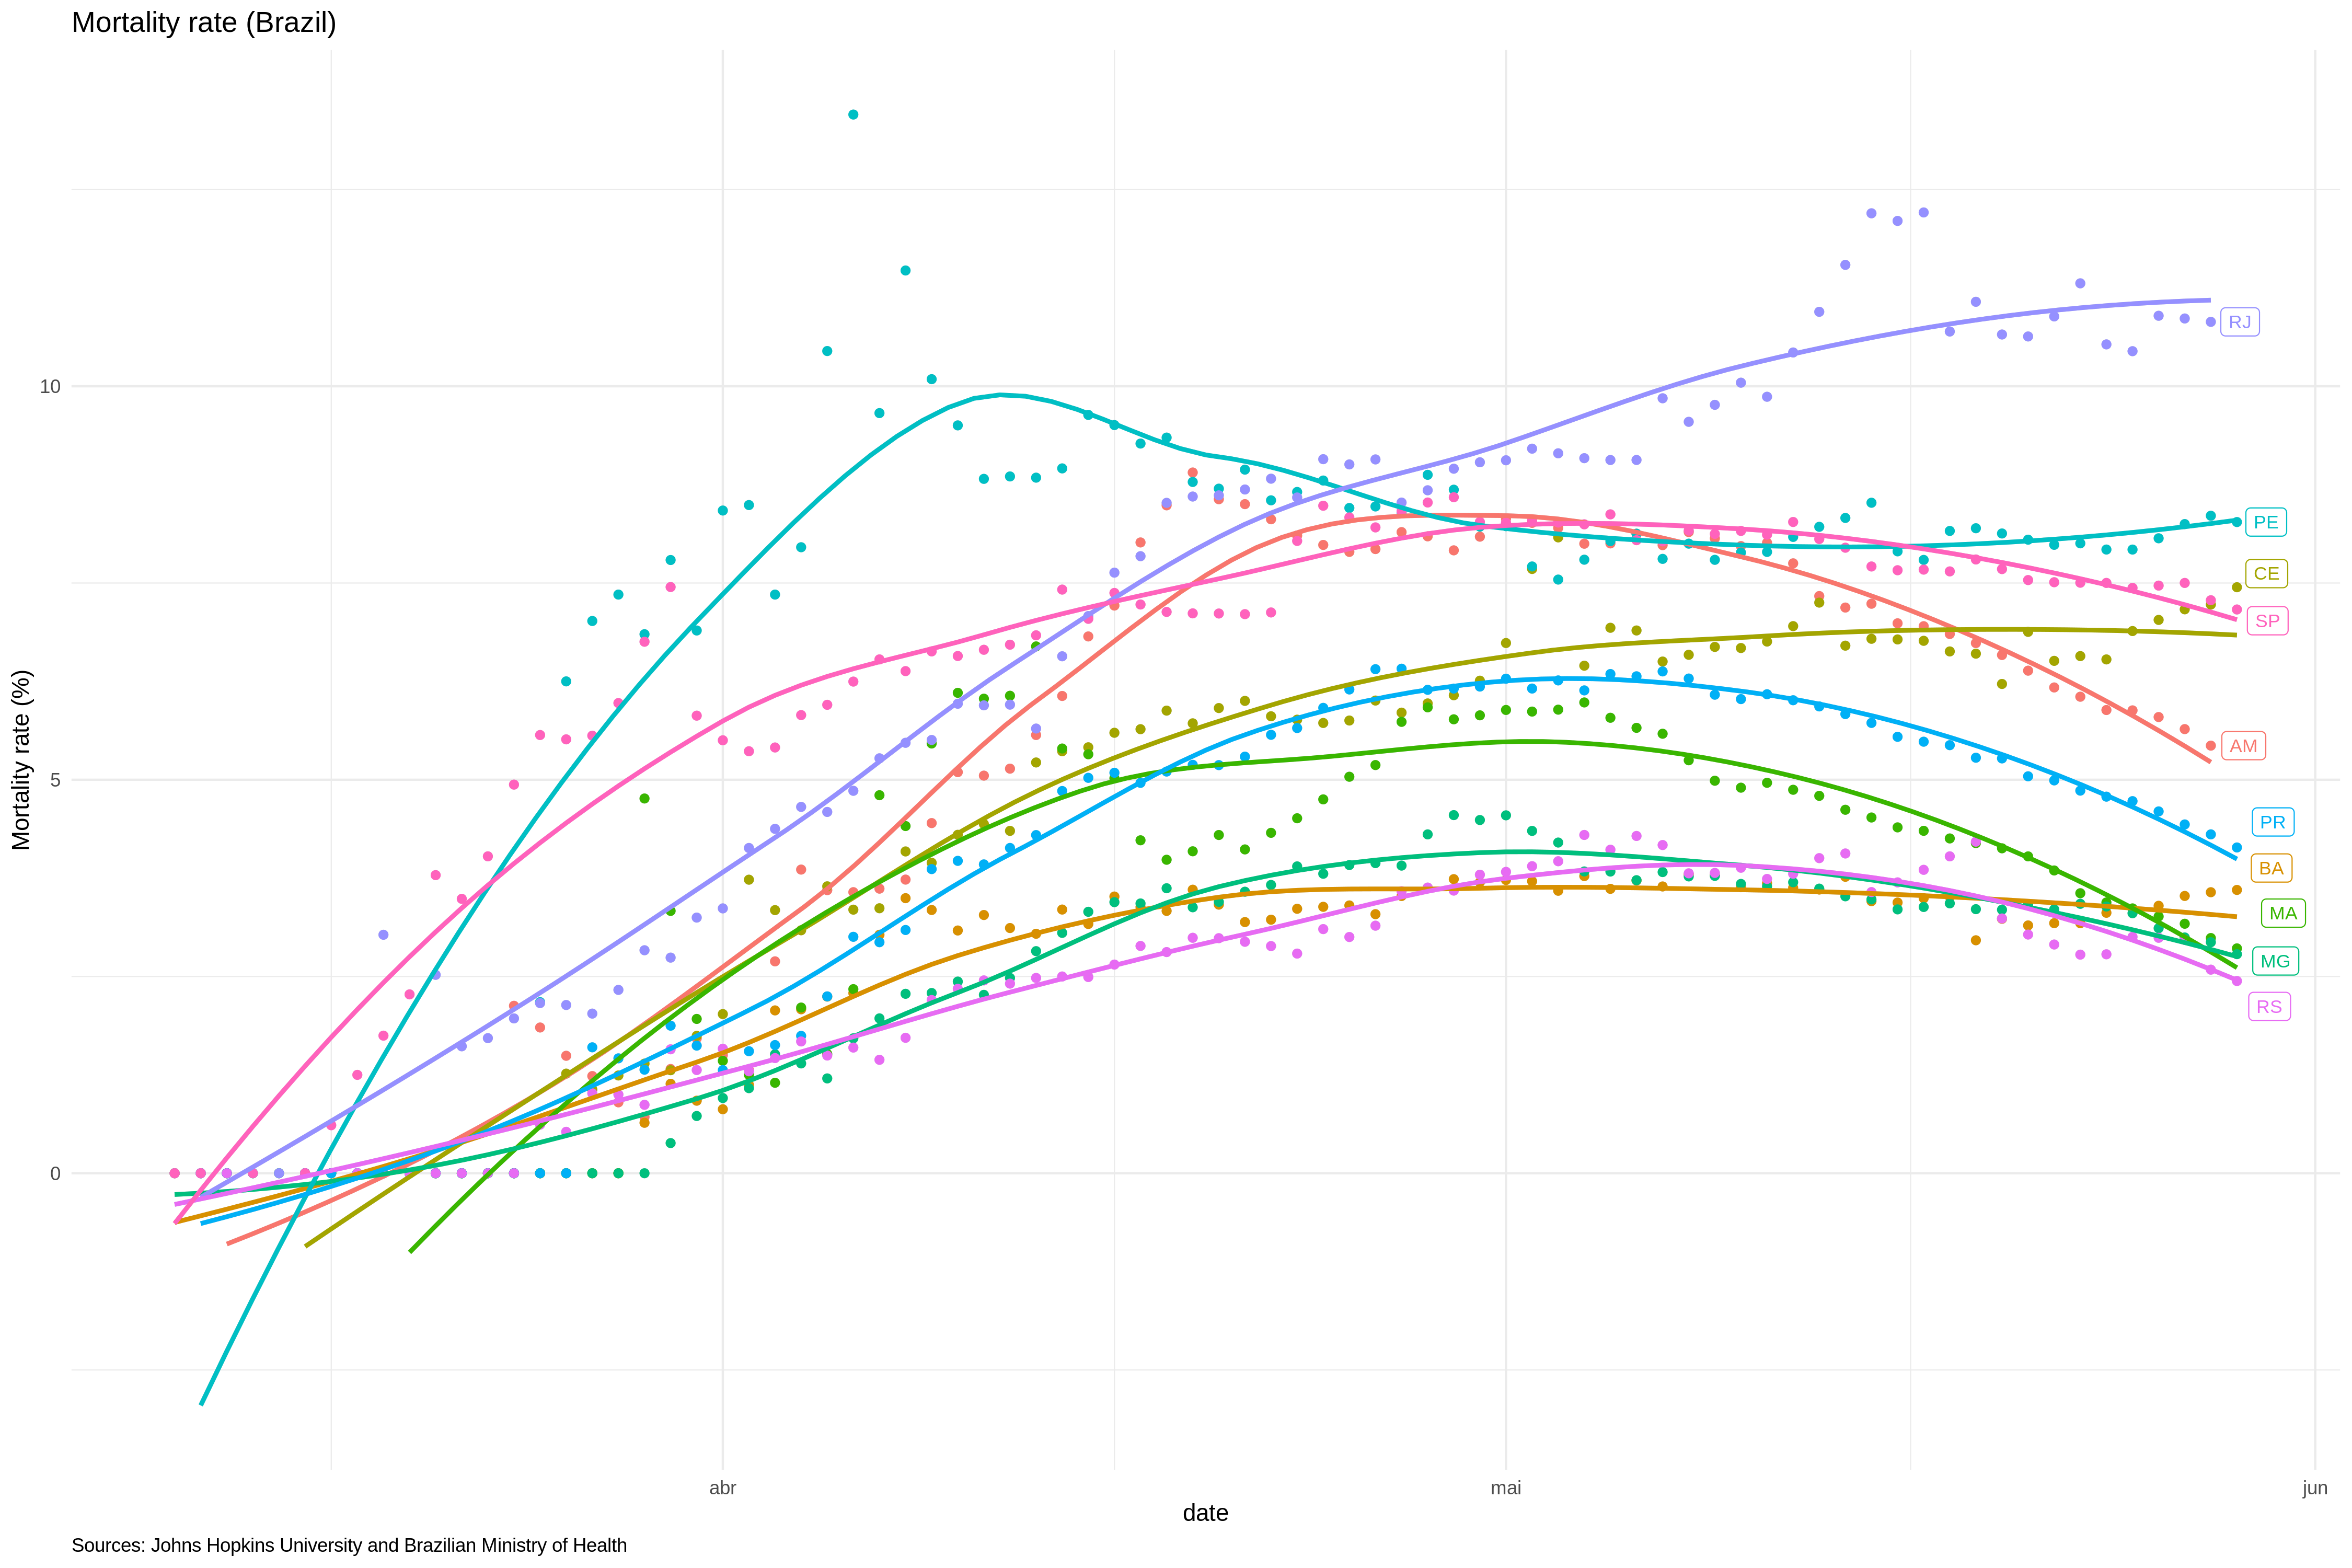 Mortality rate (Brazil)
Mortality rate (%)
10
5
0
RJ
PE
CE
SP
AM
PR
BA
MA
MG
RS
abr
mai
jun
date
Sources: Johns Hopkins University and Brazilian Ministry of Health